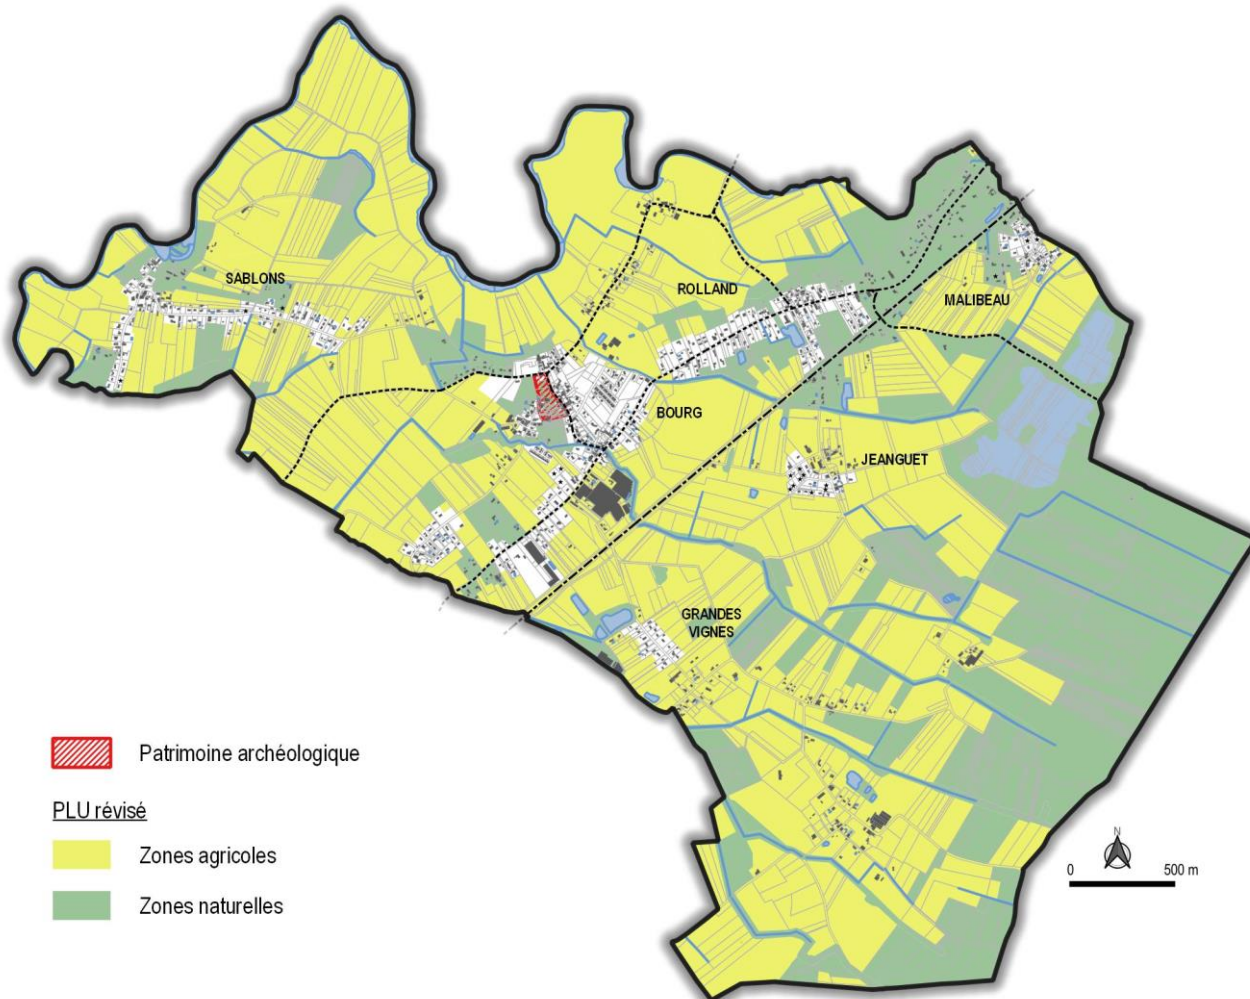 SABLONS
ROLLAND
MALIBEAU
BOURG
JEANGUET
GRANDES
VIGNES
Patrimoine archéologique
PLU révisé
Zones agricoles
Zones naturelles
N
0 500 m